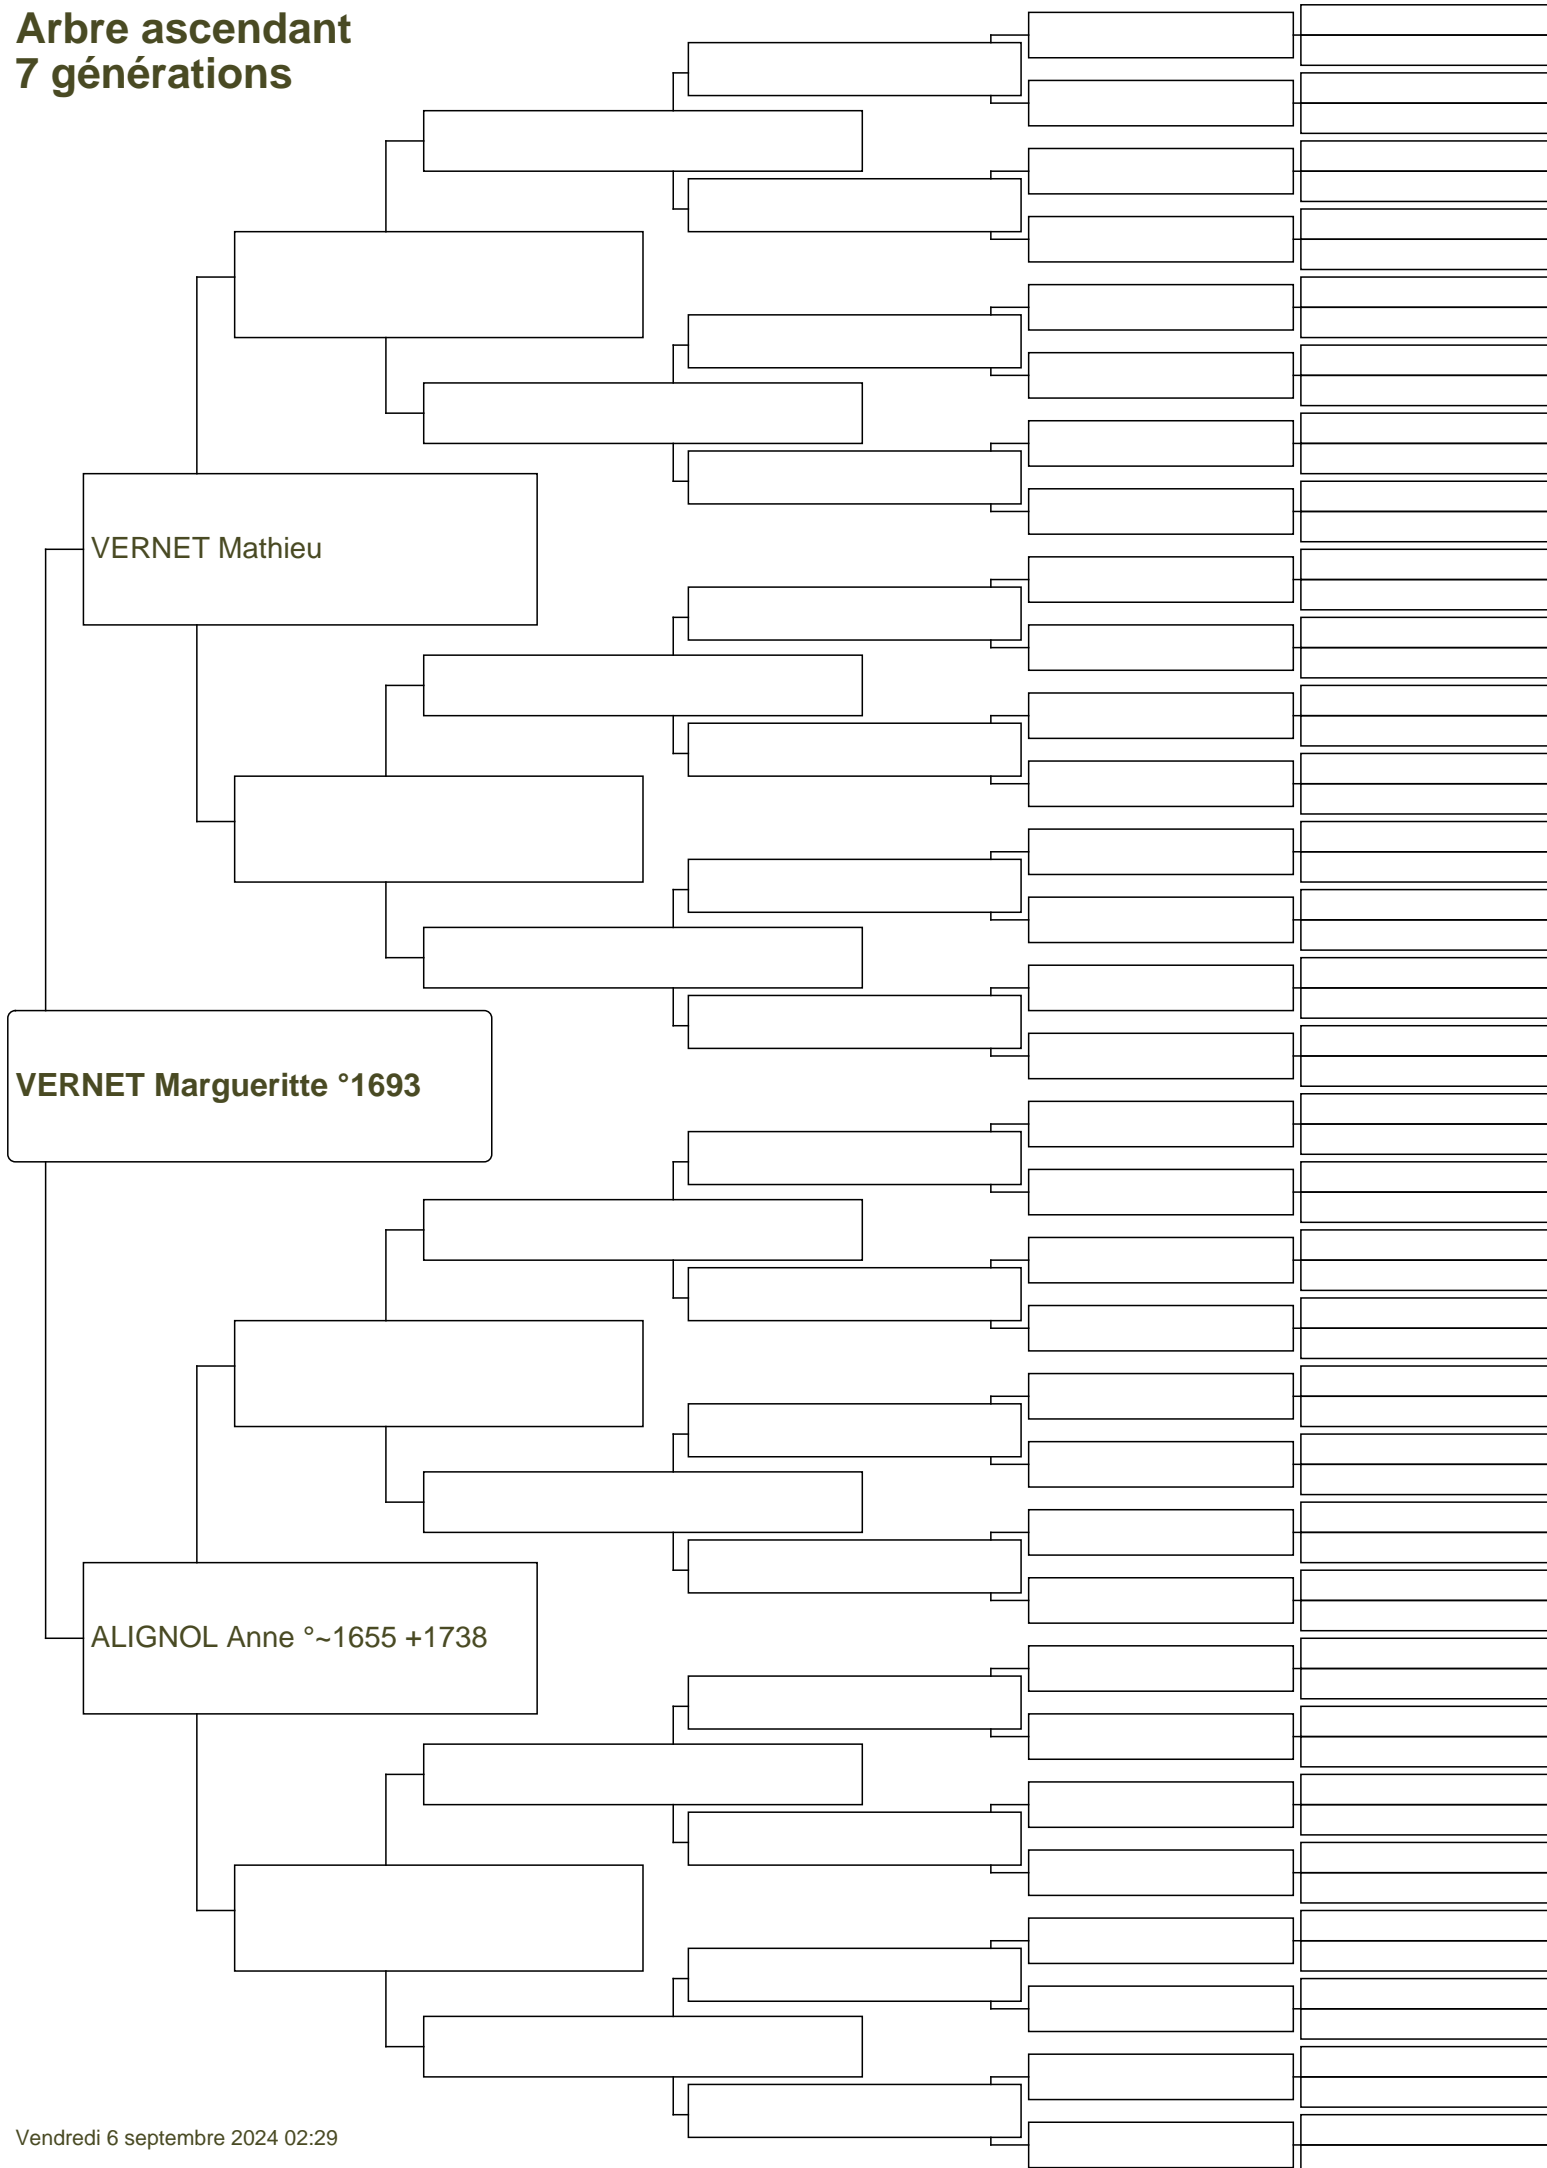 Arbre ascendant
7 générations
VERNET Mathieu
VERNET Margueritte °1693
ALIGNOL Anne °~1655 +1738
Vendredi 6 septembre 2024 02:29